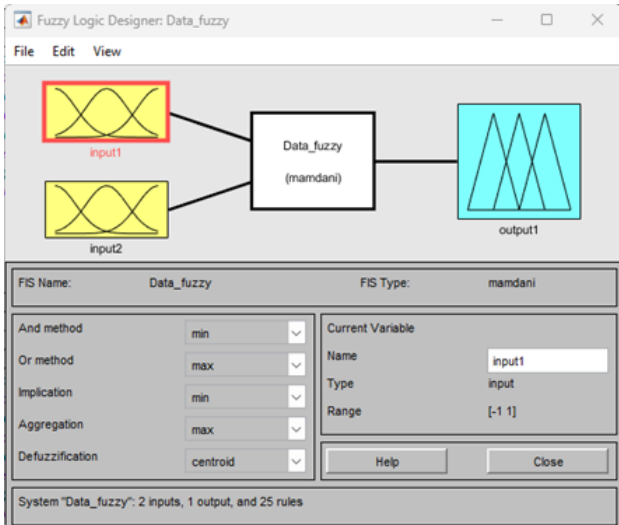 Fuzzy Logic Designer: Data_fuzzy
File Edit View
input1
Data_fuzzy
(mamdani)
input2
output1
FIS Name: Data_fuzzy FIS Type: mamdani
And method min
Or method max
Implication min
Aggregation max
Defuzzification centroid
Current Variable
Name input1
Type input
Range [-1 1]
Help Close
System "Data_fuzzy": 2 inputs, 1 output, and 25 rules